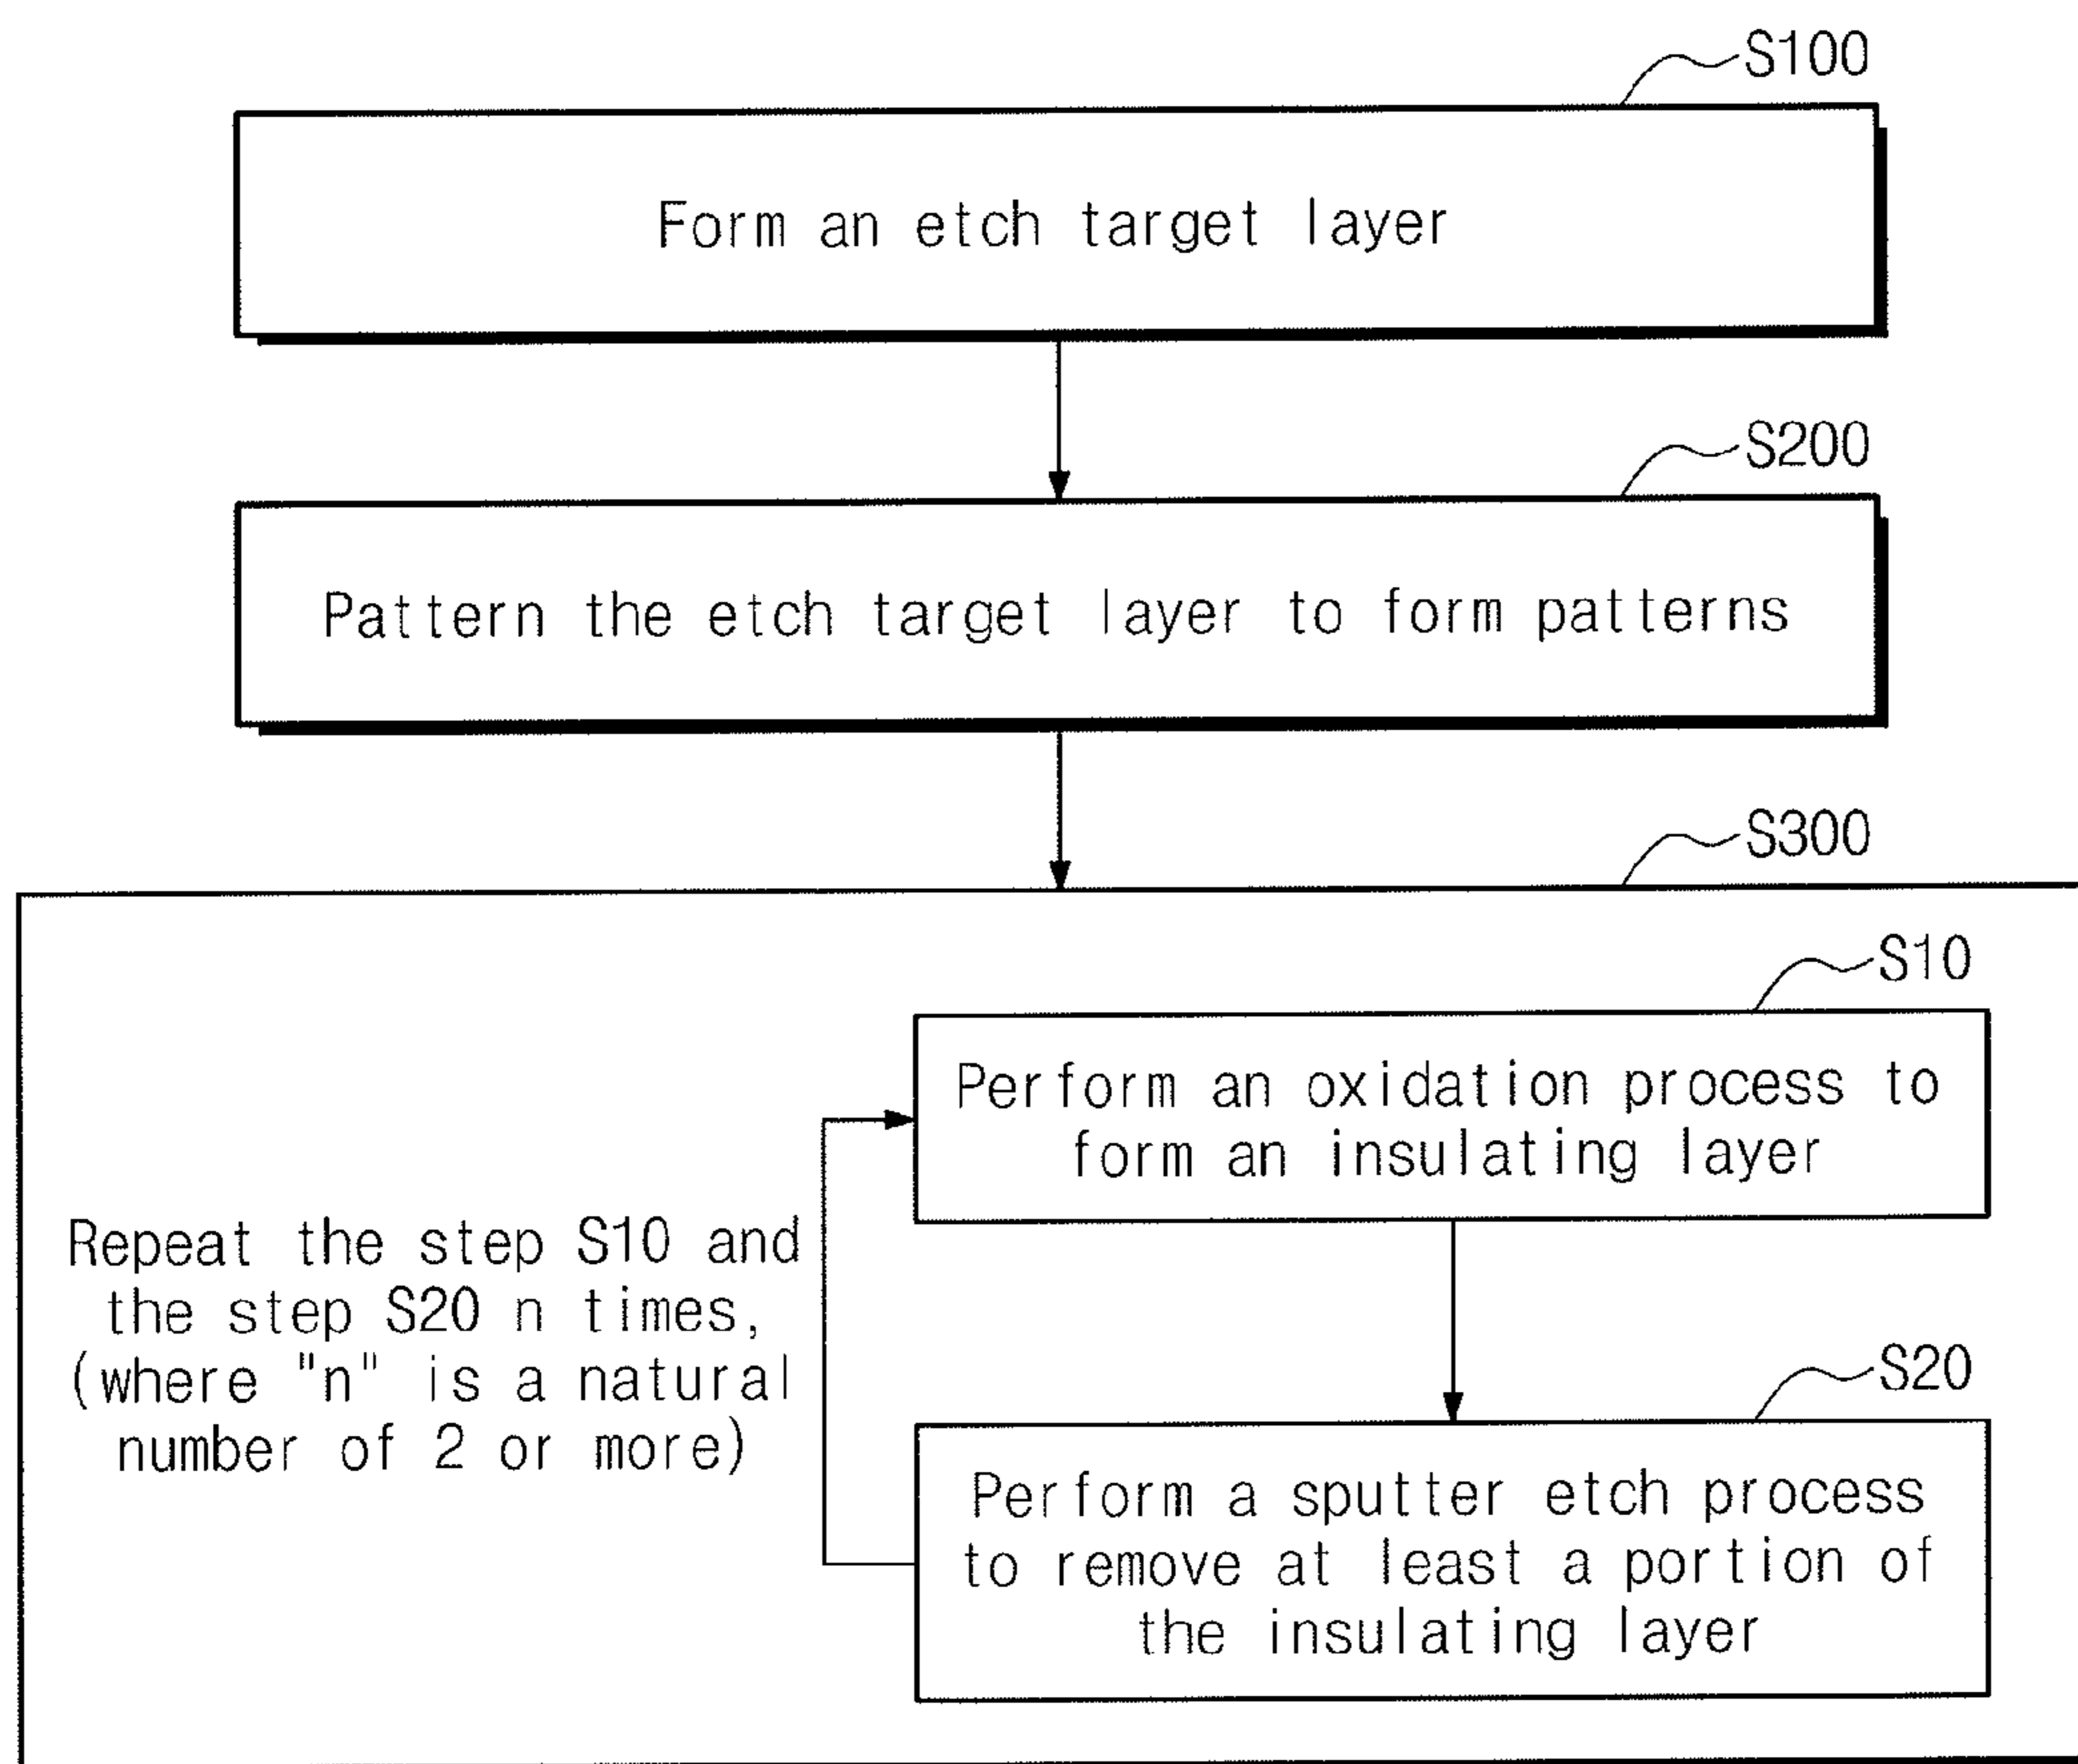 S100
Form an etch target layer
S200
Pattern the etch target layer to form patterns
S300
S10
Perform an oxidation process to
form an insulating layer
Repeat the step S10 and
the step S20 n times,
(where "n" is a natural
number of 2 or more)
S20
Perform a sputter etch process
to remove at least a portion of
the insulating layer